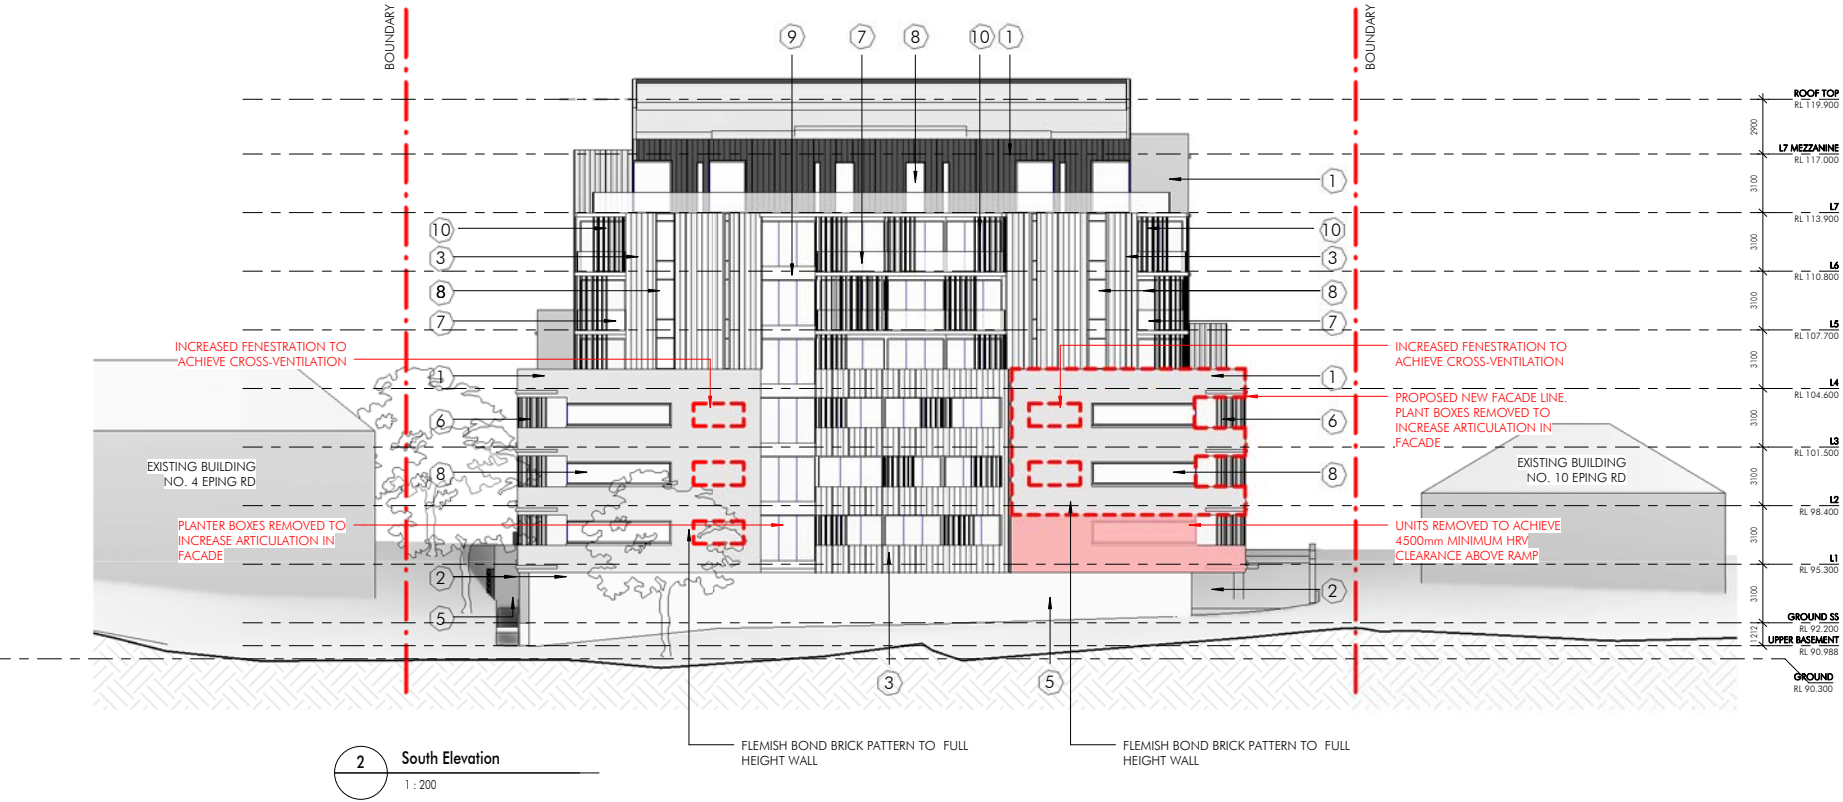 BOUNDARY
BOUNDARY
9
7
8
10
1
ROOF TOP
RL 119.900
2900
L7 MEZZANINE
RL 117.000
3100
1
L7
RL 113.900
10
10
3100
3
3
L6
RL 110.800
8
8
3100
7
7
L5
RL 107.700
INCREASED FENESTRATION TO
ACHIEVE CROSS-VENTILATION
INCREASED FENESTRATION TO
ACHIEVE CROSS-VENTILATION
3100
1
1
L4
RL 104.600
PROPOSED NEW FACADE LINE.
PLANT BOXES REMOVED TO
INCREASE ARTICULATION IN
FACADE
6
6
3100
L3
RL 101.500
EXISTING BUILDING
NO. 4 EPING RD
8
8
EXISTING BUILDING
NO. 10 EPING RD
3100
L2
RL 98.400
PLANTER BOXES REMOVED TO
INCREASE ARTICULATION IN
FACADE
UNITS REMOVED TO ACHIEVE
4500mm MINIMUM HRV
CLEARANCE ABOVE RAMP
3100
L1
RL 95.300
2
2
3100
5
GROUND SS
RL 92.200
1212
UPPER BASEMENT
RL 90.988
GROUND
RL 90.300
3
5
FLEMISH BOND BRICK PATTERN TO FULL
HEIGHT WALL
FLEMISH BOND BRICK PATTERN TO FULL
HEIGHT WALL
2
South Elevation
1 : 200